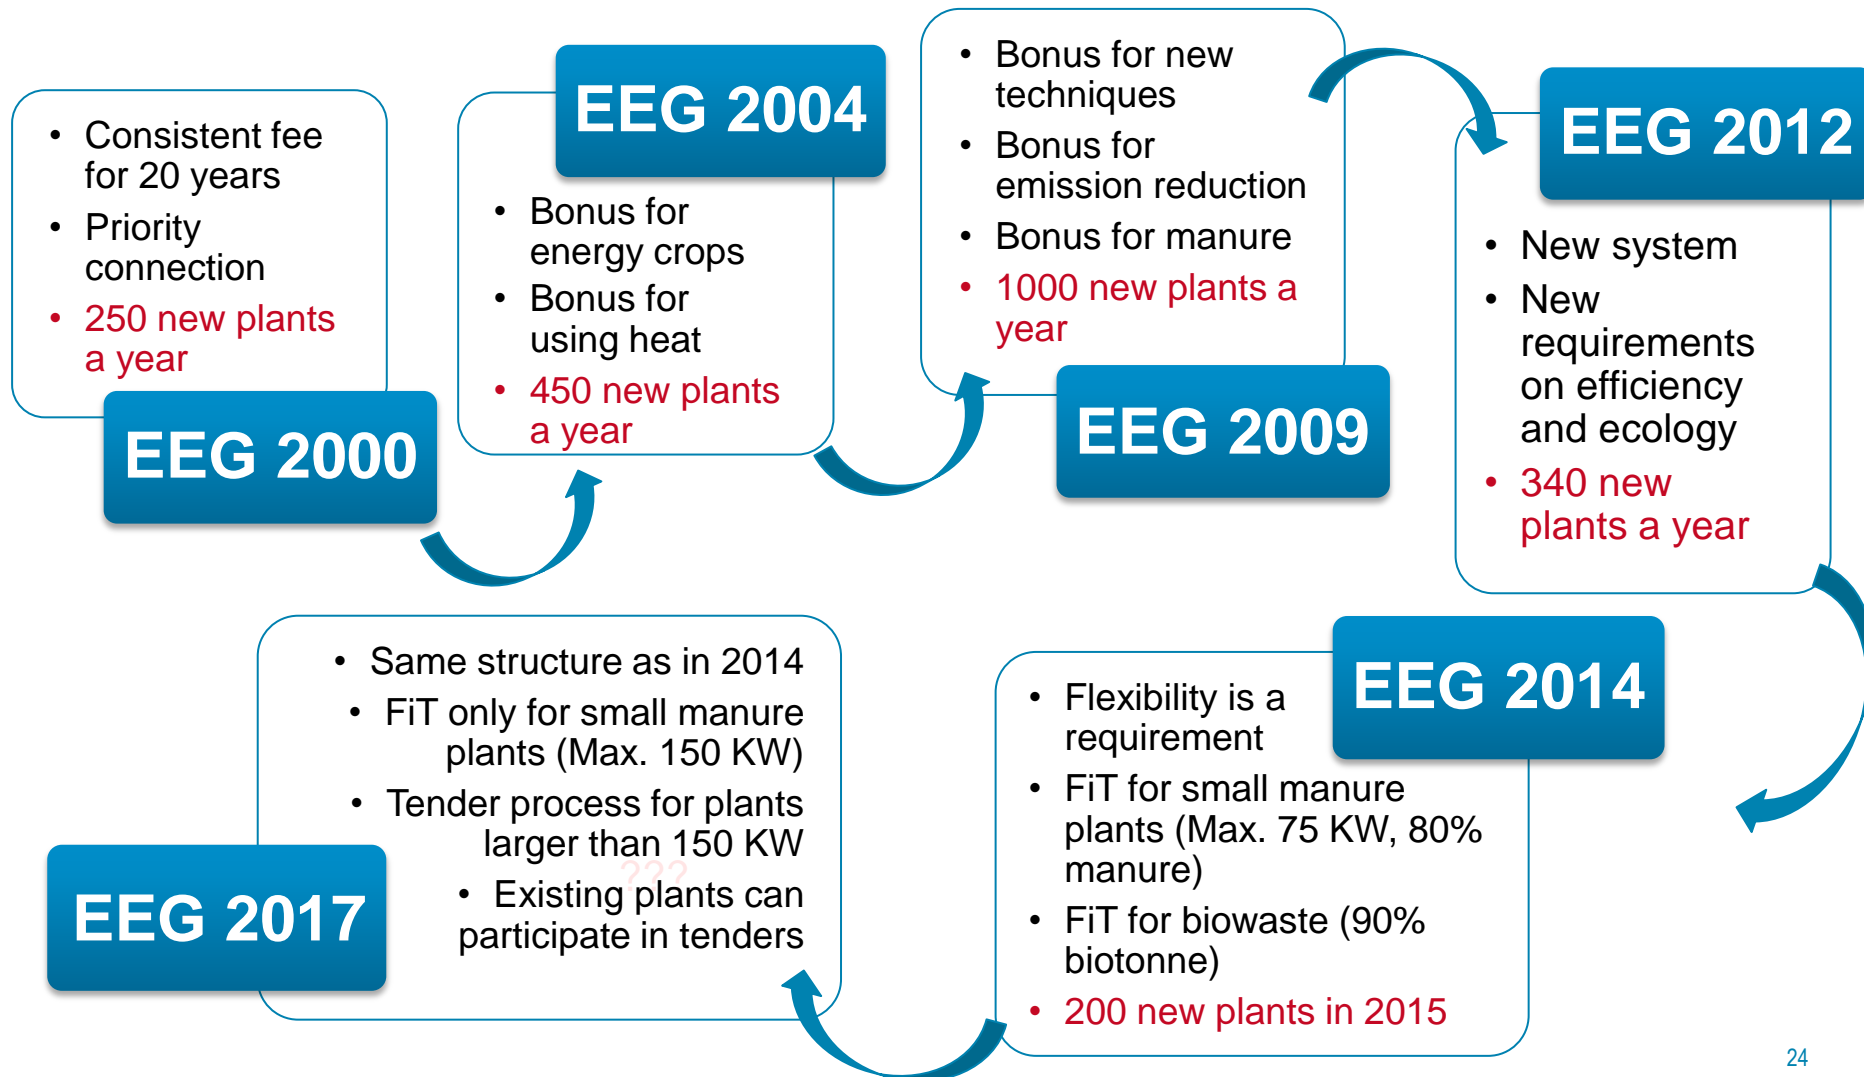 • Consistent fee
for 20 years
• Priority
connection
• 250 new plants
a year
EEG 2000
EEG 2004
• Bonus for
energy crops
• Bonus for
using heat
• 450 new plants
a year
• Bonus for new
techniques
• Bonus for
emission reduction
• Bonus for manure
• 1000 new plants a
year
EEG 2009
EEG 2012
• New system
• New
requirements
on efficiency
and ecology
• 340 new
plants a year
EEG 2014
• Flexibility is a
requirement
• FiT for small manure
plants (Max. 75 KW, 80%
manure)
• FiT for biowaste (90%
biotonne)
• 200 new plants in 2015
• Same structure as in 2014
• FiT only for small manure
plants (Max. 150 KW)
• Tender process for plants
larger than 150 KW
???
• Existing plants can
participate in tenders
EEG 2017
24